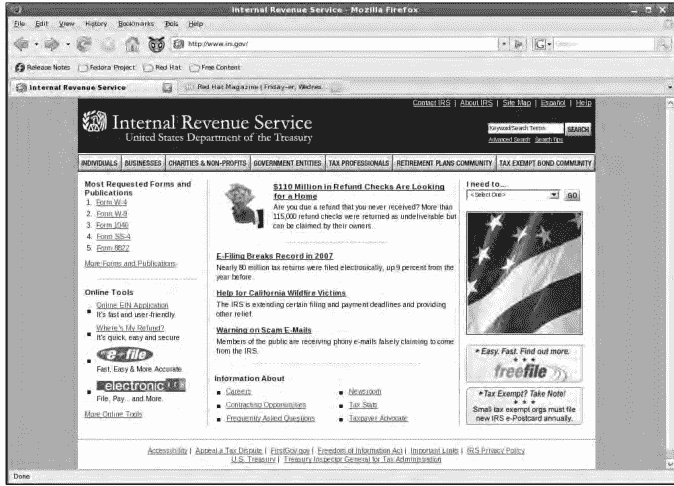 Internal Revenue Service - Mozilla Firefox
File Edit View History Bookmarks Tools Help
http://www.irs.gov/
G
Release Notes Fedora Project Red Hat Free Content
Internal Revenue Service
Red Hat Magazine | Friday-er, Wednes
Contact IRS | About IRS | Site Map | Español | Help
Internal Revenue Service
United States Department of the Treasury
Keyword/Search Terms SEARCH
Advanced Search Search Tips
INDIVIDUALS BUSINESSES CHARITIES & NON-PROFITS GOVERNMENT ENTITIES TAX PROFESSIONALS RETIREMENT PLANS COMMUNITY TAX EXEMPT BOND COMMUNITY
Most Requested Forms and
Publications
1. Form W-4
2. Form W-9
3. Form 1040
4. Form SS-4
5. Form 9822
More Forms and Publications
Online Tools
Online EIN Application
It's fast and user-friendly
Where's My Refund?
It's quick, easy and secure
e-file
Fast, Easy & More Accurate
electronic
File, Pay... and More.
More Online Tools
$110 Million in Refund Checks Are Looking
for a Home
Are you due a refund that you never received? More than
115,000 refund checks were returned as undeliverable but
can be claimed by their owners.
E-Filing Breaks Record in 2007
Nearly 80 million tax returns were filed electronically, up 9 percent from the
year before.
Help for California Wildfire Victims
The IRS is extending certain filing and payment deadlines and providing
other relief.
Warning on Scam E-Mails
Members of the public are receiving phony e-mails falsely claiming to come
from the IRS.
Information About
Careers
Contracting Opportunities
Frequently Asked Questions
Newsroom
Tax Stats
Taxpayer Advocate
I need to...
<Select One> GO
Easy. Fast. Find out more.
freefile
Tax Exempt? Take Note!
Small tax exempt orgs must file
new IRS e-Postcard annually.
Accessibility | Appeal a Tax Dispute | FirstGov.gov | Freedom of Information Act | Important Links | IRS Privacy Policy
U.S. Treasury | Treasury Inspector General for Tax Administration
Done